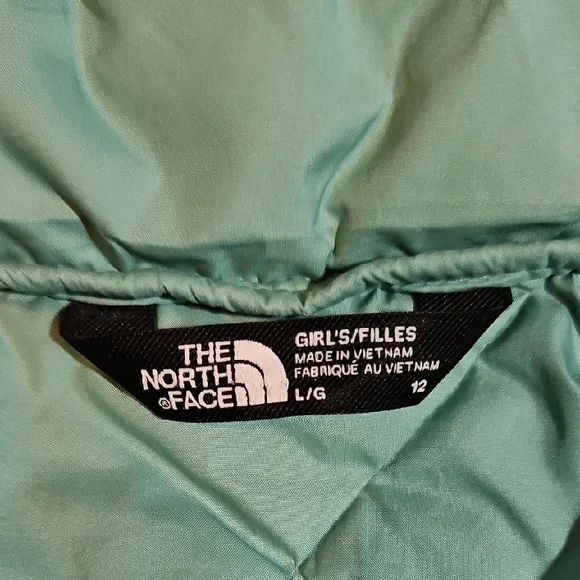 THE
NORTH
®FACE
GIRL'S/FILLES
MADE IN VIETNAM
FABRIQUÉ AU VIETNAM
L/G 12